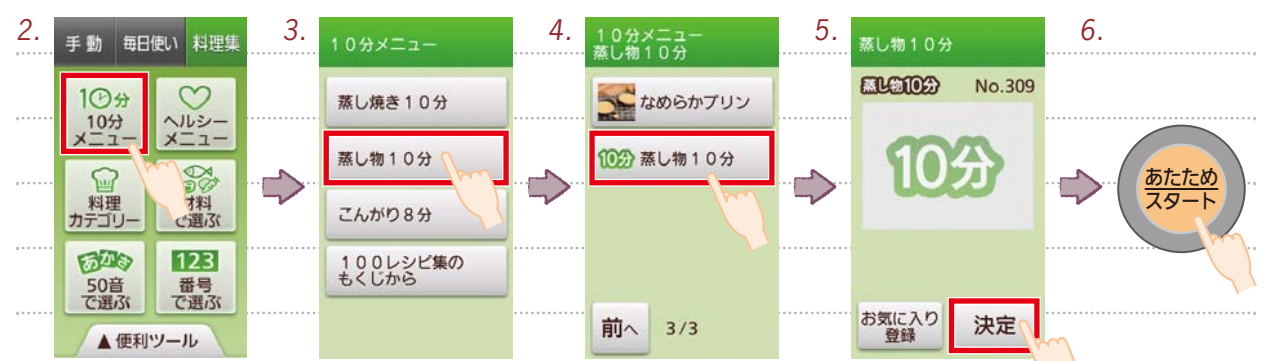 2.
手動 毎日使い 料理集
10分
10分
メニュー
ヘルシー
メニュー
料理
カテゴリー
材料
で選ぶ
あかさ
50音
で選ぶ
123
番号
で選ぶ
▲便利ツール
3.
10分メニュー
蒸し焼き10分
蒸し物10分
こんがり8分
100レシピ集の
もくじから
4.
10分メニュー
蒸し物10分
なめらかプリン
10分 蒸し物10分
前へ 3/3
5.
蒸し物10分
蒸し物10分 No.309
10分
お気に入り
登録
決定
6.
あたため
スタート